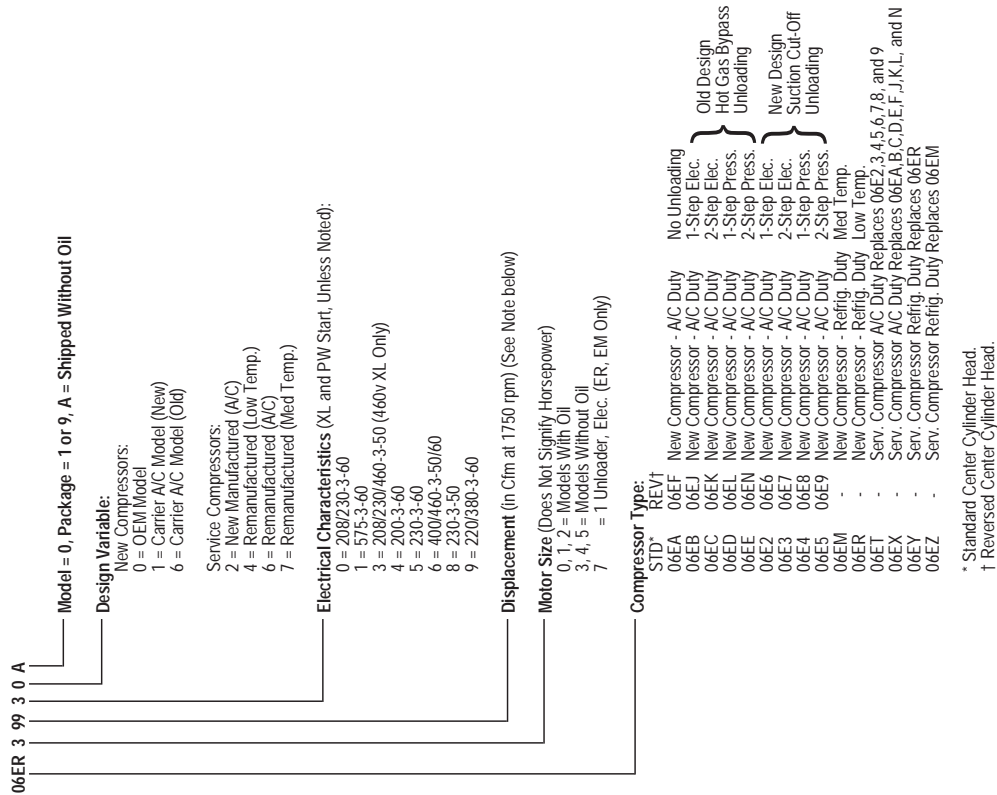 06ER 3 99 3 0 A
Model = 0, Package = 1 or 9, A = Shipped Without Oil
Design Variable:
New Compressors:
0 = OEM Model
1 = Carrier A/C Model (New)
6 = Carrier A/C Model (Old)
Service Compressors:
2 = New Manufactured (A/C)
4 = Remanufactured (Low Temp.)
6 = Remanufactured (A/C)
7 = Remanufactured (Med Temp.)
Electrical Characteristics (XL and PW Start, Unless Noted):
0 = 208/230-3-60
1 = 575-3-60
3 = 208/230/460-3-50 (460v XL Only)
4 = 200-3-60
5 = 230-3-60
6 = 400/460-3-50/60
8 = 230-3-50
9 = 220/380-3-60
Displacement (in Cfm at 1750 rpm) (See Note below)
Motor Size (Does Not Signify Horsepower)
0, 1, 2 = Models With Oil
3, 4, 5 = Models Without Oil
7 = 1 Unloader, Elec. (ER, EM Only)
Compressor Type:
STD* REV†
06EA 06EF New Compressor - A/C Duty No Unloading
06EB 06EJ New Compressor - A/C Duty 1-Step Elec.
06EC 06EK New Compressor - A/C Duty 2-Step Elec.
06ED 06EL New Compressor - A/C Duty 1-Step Press.
06EE 06EN New Compressor - A/C Duty 2-Step Press.
Old Design
Hot Gas Bypass
Unloading
06E2 06E6 New Compressor - A/C Duty 1-Step Elec.
06E3 06E7 New Compressor - A/C Duty 2-Step Elec.
06E4 06E8 New Compressor - A/C Duty 1-Step Press.
06E5 06E9 New Compressor - A/C Duty 2-Step Press.
New Design
Suction Cut-Off
Unloading
06EM - New Compressor - Refrig. Duty Med Temp.
06ER - New Compressor - Refrig. Duty Low Temp.
06ET - Serv. Compressor A/C Duty Replaces 06E2,3,4,5,6,7,8, and 9
06EX - Serv. Compressor A/C Duty Replaces 06EA,B,C,D,E,F,J,K,L, and N
06EY - Serv. Compressor Refrig. Duty Replaces 06ER
06EZ - Serv. Compressor Refrig. Duty Replaces 06EM
* Standard Center Cylinder Head.
† Reversed Center Cylinder Head.